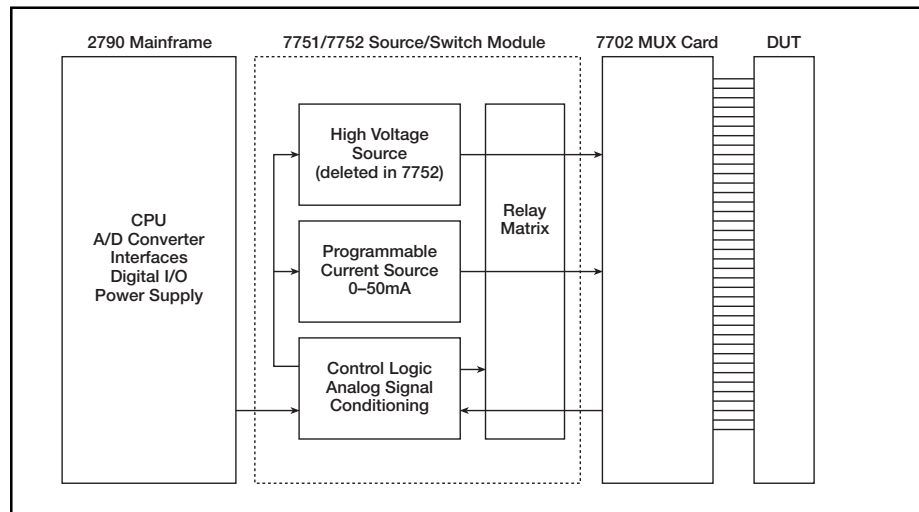 2790 Mainframe
7751/7752 Source/Switch Module
7702 MUX Card
DUT
CPU
A/D Converter
Interfaces
Digital I/O
Power Supply
High Voltage
Source
(deleted in 7752)
Programmable
Current Source
0–50mA
Control Logic
Analog Signal
Conditioning
Relay
Matrix